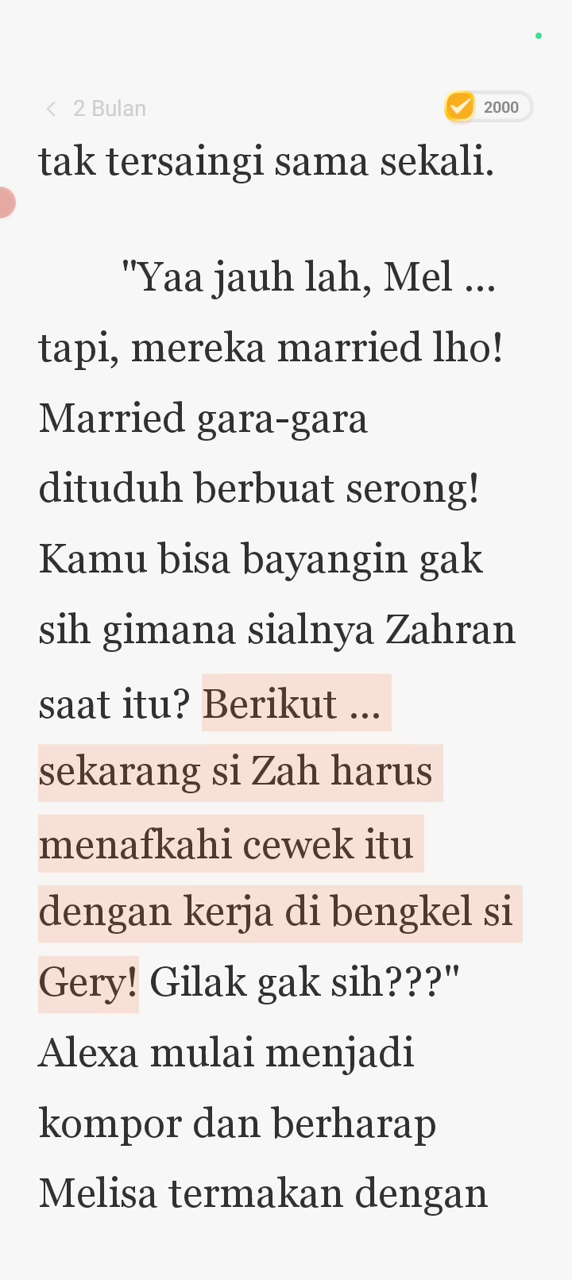 2 Bulan
2000
tak tersaingi sama sekali.
"Yaa jauh lah, Mel ...
tapi, mereka married lho!
Married gara-gara
dituduh berbuat serong!
Kamu bisa bayangin gak
sih gimana sialnya Zahran
saat itu? Berikut ...
sekarang si Zah harus
menafkahi cewek itu
dengan kerja di bengkel si
Gery! Gilak gak sih???"
Alexa mulai menjadi
kompor dan berharap
Melisa termakan dengan